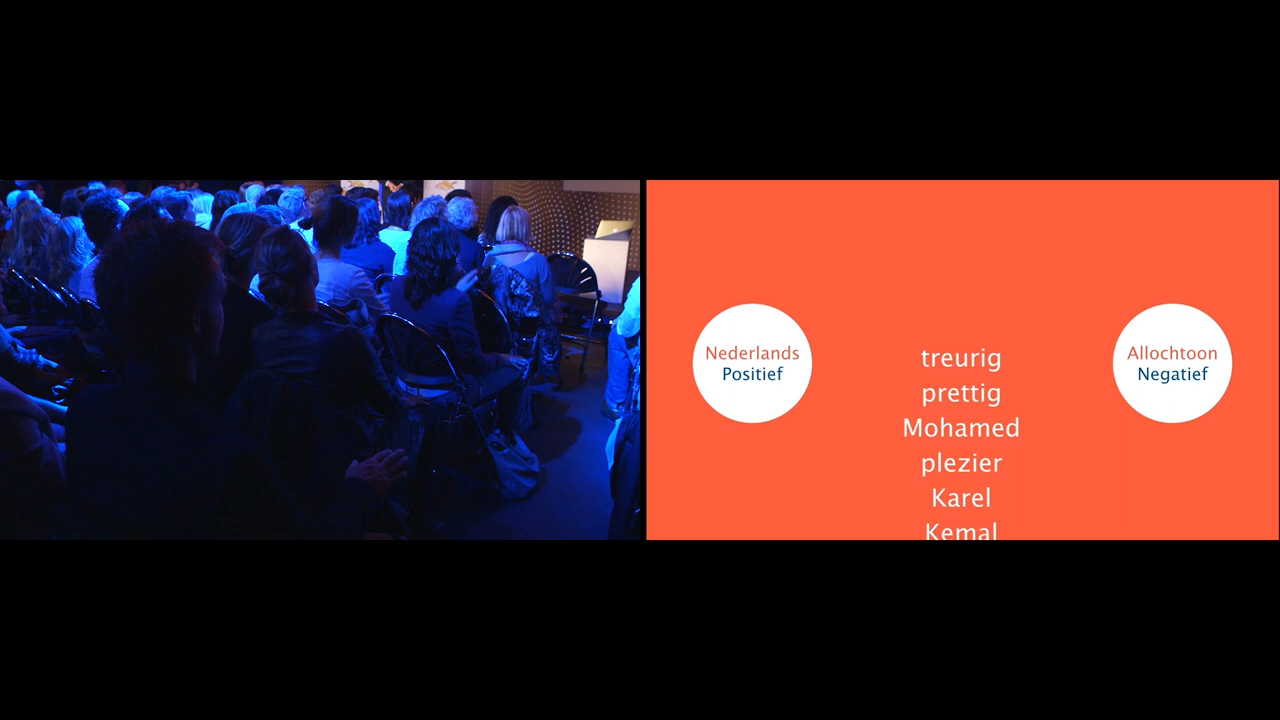 Nederlands
Positief
treurig
prettig
Mohamed
plezier
Karel
Kemal
Allochtoon
Negatief